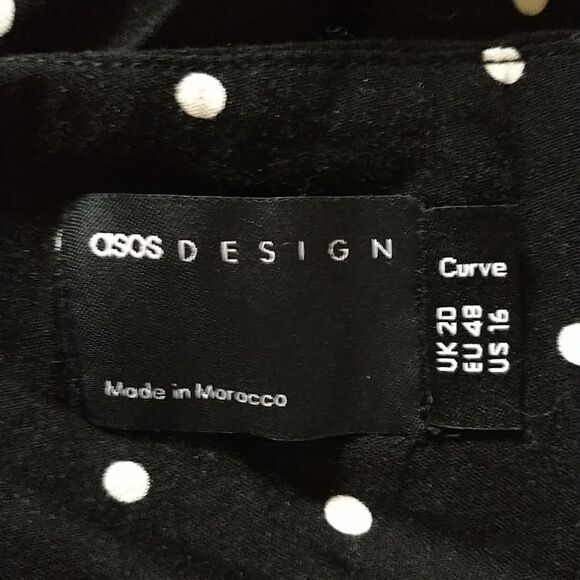 asos DESIGN
Made in Morocco
Curve
UK 20
EU 48
US 16